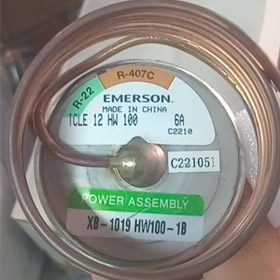 R-22
R-407C
EMERSON
MADE IN CHINA
TCLE 12 HW 100 6A
C2210
C221051
POWER ASSEMBLY
XB-1019 HW100-1B